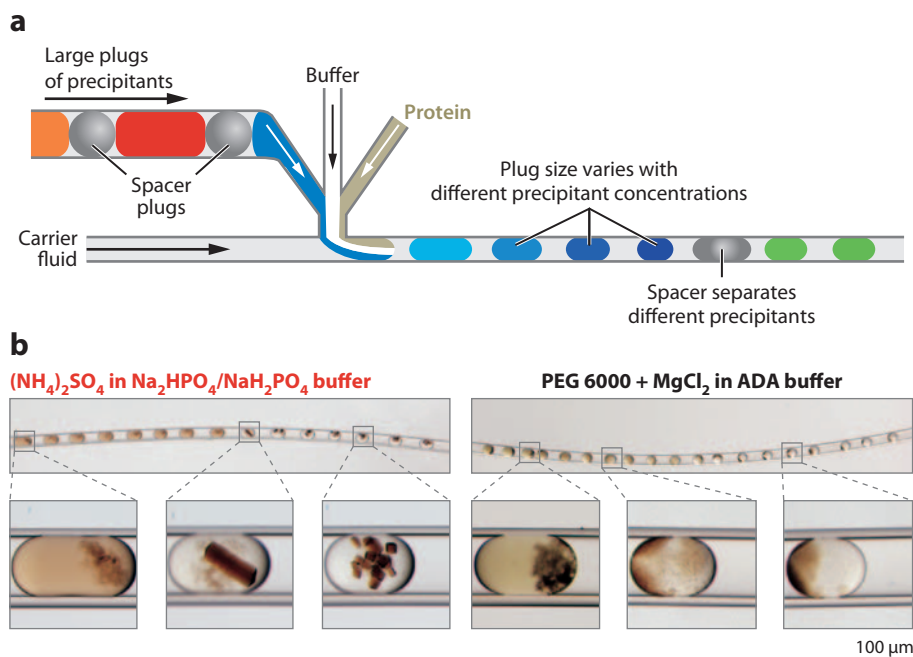 a
Large plugs
of precipitants
Buffer
Protein
Spacer
plugs
Plug size varies with
different precipitant concentrations
Carrier
fluid
Spacer separates
different precipitants
b
(NH₄)₂SO₄ in Na₂HPO₄/NaH₂PO₄ buffer
PEG 6000 + MgCl₂ in ADA buffer
100 μm